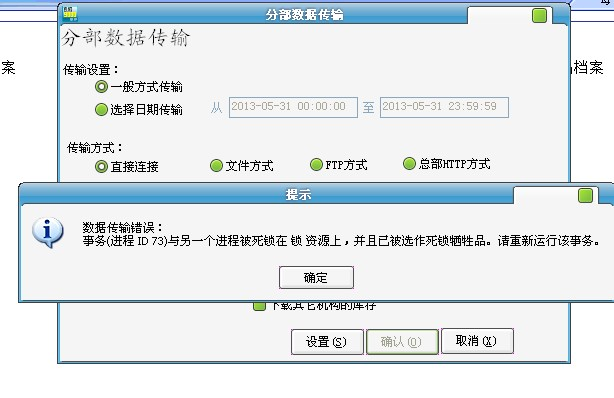 分部数据传输
分部数据传输
传输设置：
案
档案
一般方式传输
选择日期传输 从 2013-05-31 00:00:00 至 2013-05-31 23:59:59
传输方式：
直接连接 文件方式 FTP方式 总部HTTP方式
提示
数据传输错误：
事务(进程 ID 73)与另一个进程被死锁在 锁 资源上，并且已被选作死锁牺牲品。请重新运行该事务。
确定
下载其它机构的库存
设置(S) 确认(O) 取消(X)